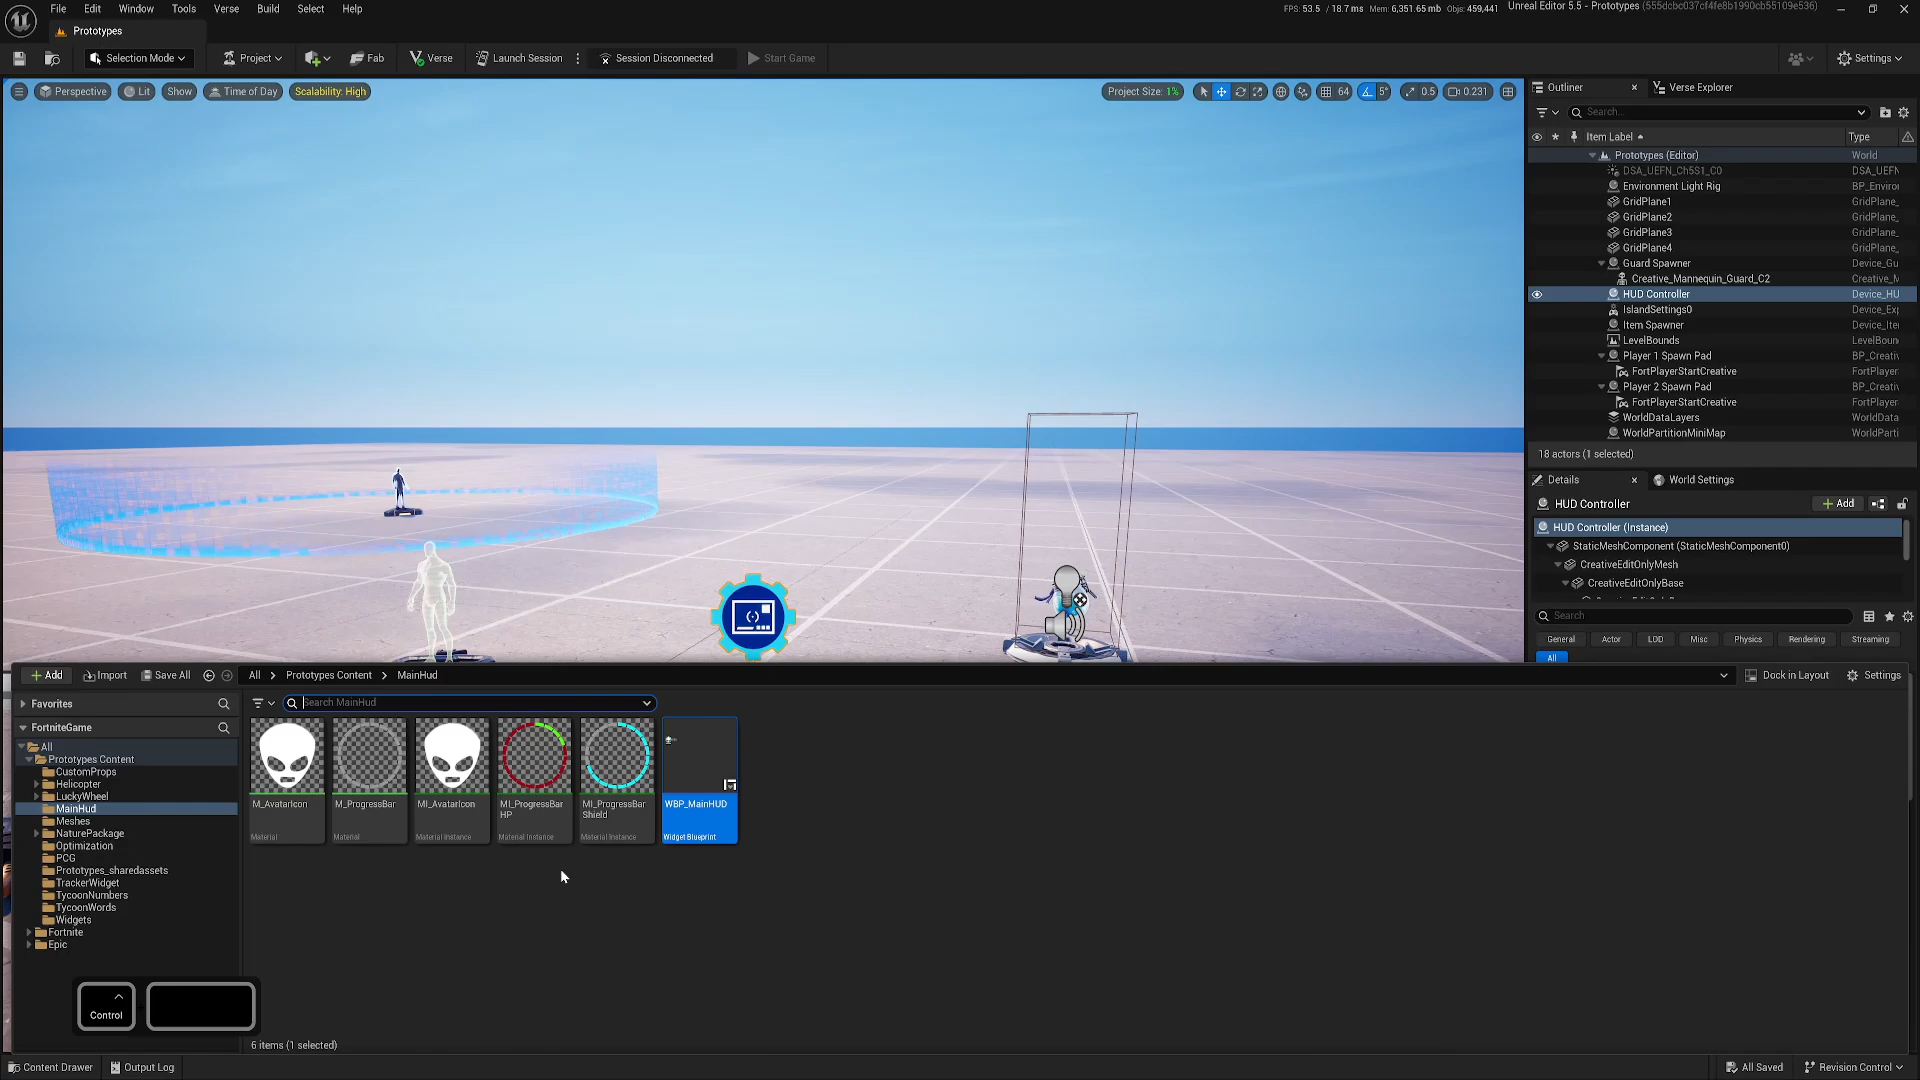 File Edit Window Tools Verse Build Select Help
FPS: 53.5 / 18.7 ms Mem: 6,351.65 mb Objs: 459,441
Unreal Editor 5.5 - Prototypes (555dcbc037cf4fe8b1990cb55109e536)
Prototypes
Selection Mode
Project
Fab
Verse
Launch Session
Session Disconnected
Start Game
Settings
Perspective
Lit
Show
Time of Day
Scalability: High
Project Size: 1%
64
5°
0.5
0.231
Outliner
Verse Explorer
Search...
Item Label
Type
Prototypes (Editor) World
DSA_UEFN_Ch5S1_C0 DSA_UEFN
Environment Light Rig BP_Enviror
GridPlane1 GridPlane_
GridPlane2 GridPlane_
GridPlane3 GridPlane_
GridPlane4 GridPlane_
Guard Spawner Device_Gu
Creative_Mannequin_Guard_C2 Creative_M
HUD Controller Device_HU
IslandSettings0 Device_Exp
Item Spawner Device_Iter
LevelBounds LevelBoun
Player 1 Spawn Pad BP_Creativ
FortPlayerStartCreative FortPlayer
Player 2 Spawn Pad BP_Creativ
FortPlayerStartCreative FortPlayer
WorldDataLayers WorldData
WorldPartitionMiniMap WorldParti
18 actors (1 selected)
Details
World Settings
HUD Controller
Add
HUD Controller (Instance)
StaticMeshComponent (StaticMeshComponent0)
CreativeEditOnlyMesh
CreativeEditOnlyBase
Search
General Actor LOD Misc Physics Rendering Streaming
All
Add
Import
Save All
All
Prototypes Content
MainHud
Dock in Layout
Settings
Favorites
Search MainHud
FortniteGame
All
Prototypes Content
CustomProps
Helicopter
LuckyWheel
MainHud
Meshes
NaturePackage
Optimization
PCG
Prototypes_sharedassets
TrackerWidget
TycoonNumbers
TycoonWords
Widgets
Fortnite
Epic
M_AvatarIcon
Material
M_ProgressBar
Material
MI_AvatarIcon
Material Instance
MI_ProgressBar
HP
Material Instance
MI_ProgressBar
Shield
Material Instance
WBP_MainHUD
Widget Blueprint
Control
6 items (1 selected)
Content Drawer
Output Log
All Saved
Revision Control